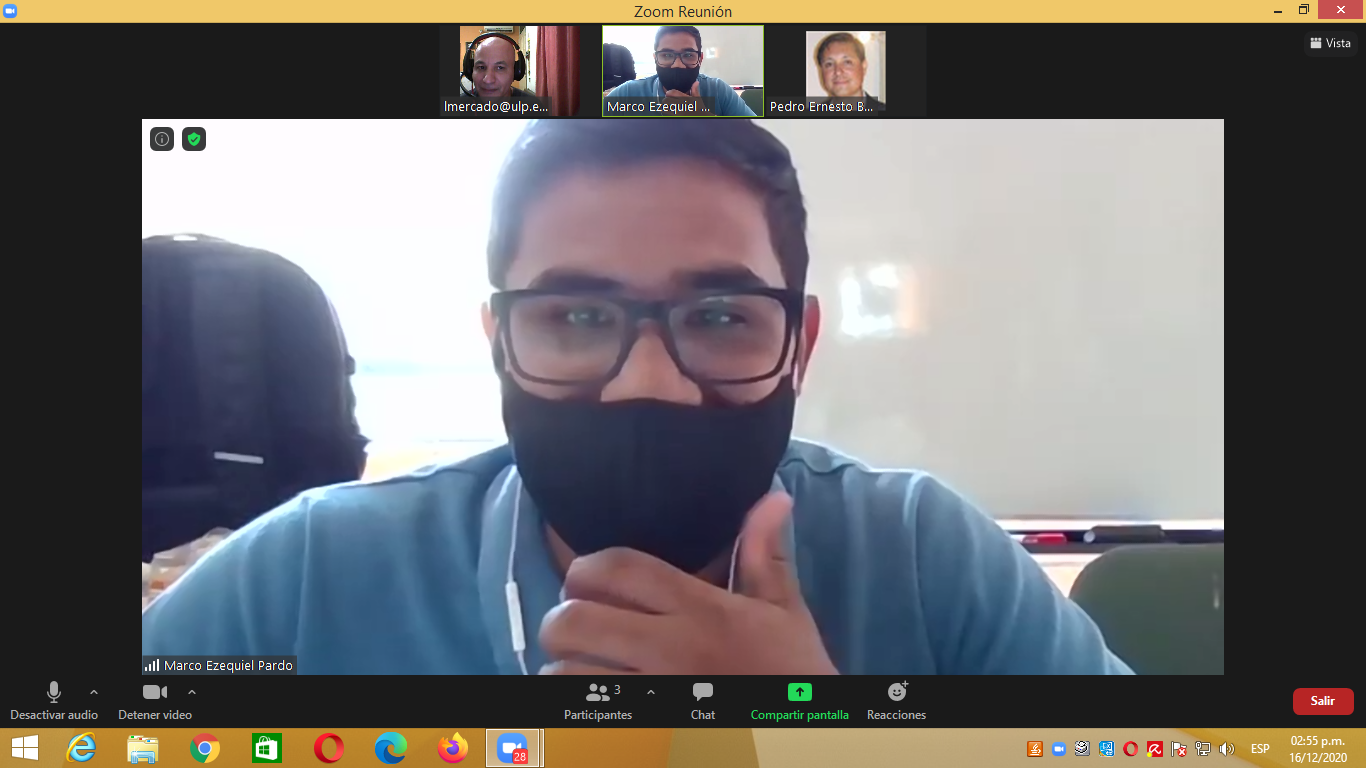 Zoom Reunión
Vista
lmercado@ulp.e...
Marco Ezequiel ...
Pedro Ernesto B...
Marco Ezequiel Pardo
Desactivar audio
Detener video
Participantes
3
Chat
Compartir pantalla
Reacciones
Salir
28
ESP
02:55 p.m.
16/12/2020